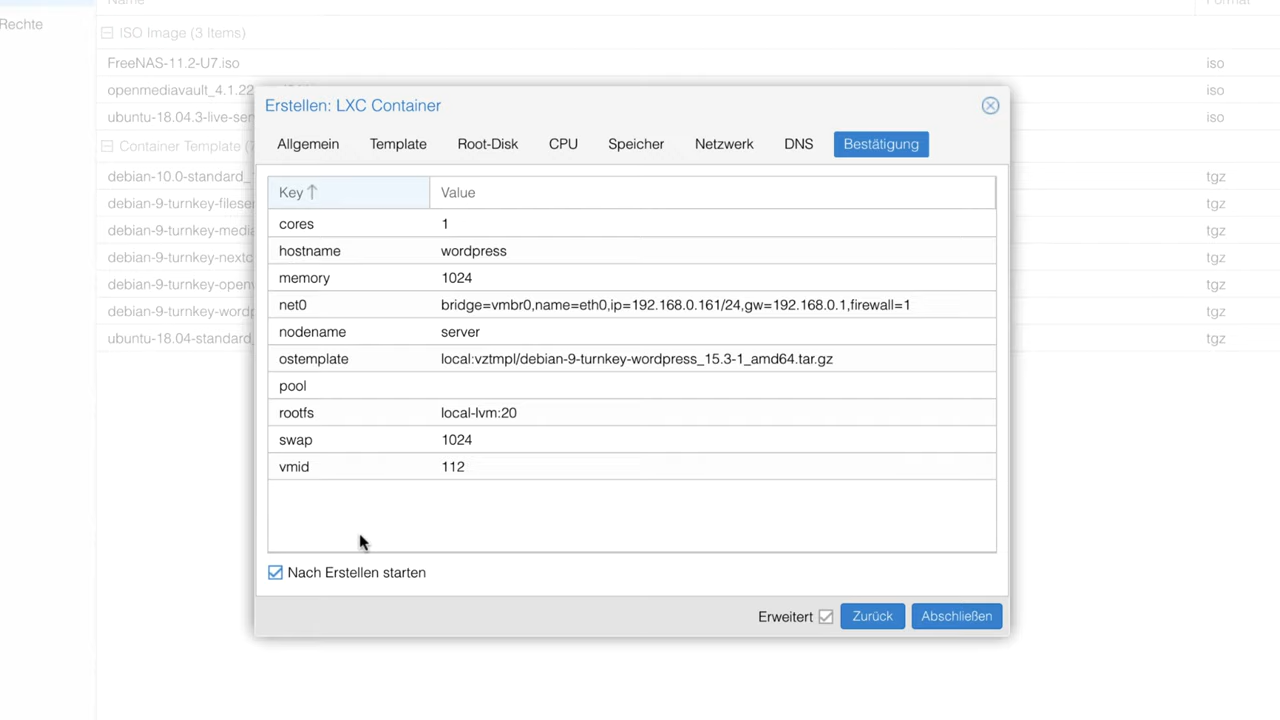 Name
Format
Rechte
ISO Image (3 Items)
FreeNAS-11.2-U7.iso
iso
openmediavault_4.1.22
iso
ubuntu-18.04.3-live-ser
iso
Container Template (
debian-10.0-standard_
tgz
debian-9-turnkey-filese
tgz
debian-9-turnkey-media
tgz
debian-9-turnkey-nextc
tgz
debian-9-turnkey-open
tgz
debian-9-turnkey-word
tgz
ubuntu-18.04-standard
tgz
Erstellen: LXC Container
Allgemein Template Root-Disk CPU Speicher Netzwerk DNS Bestätigung
Key Value
cores 1
hostname wordpress
memory 1024
net0 bridge=vmbr0,name=eth0,ip=192.168.0.161/24,gw=192.168.0.1,firewall=1
nodename server
ostemplate local:vztmpl/debian-9-turnkey-wordpress_15.3-1_amd64.tar.gz
pool
rootfs local-lvm:20
swap 1024
vmid 112
Nach Erstellen starten
Erweitert Zurück Abschließen